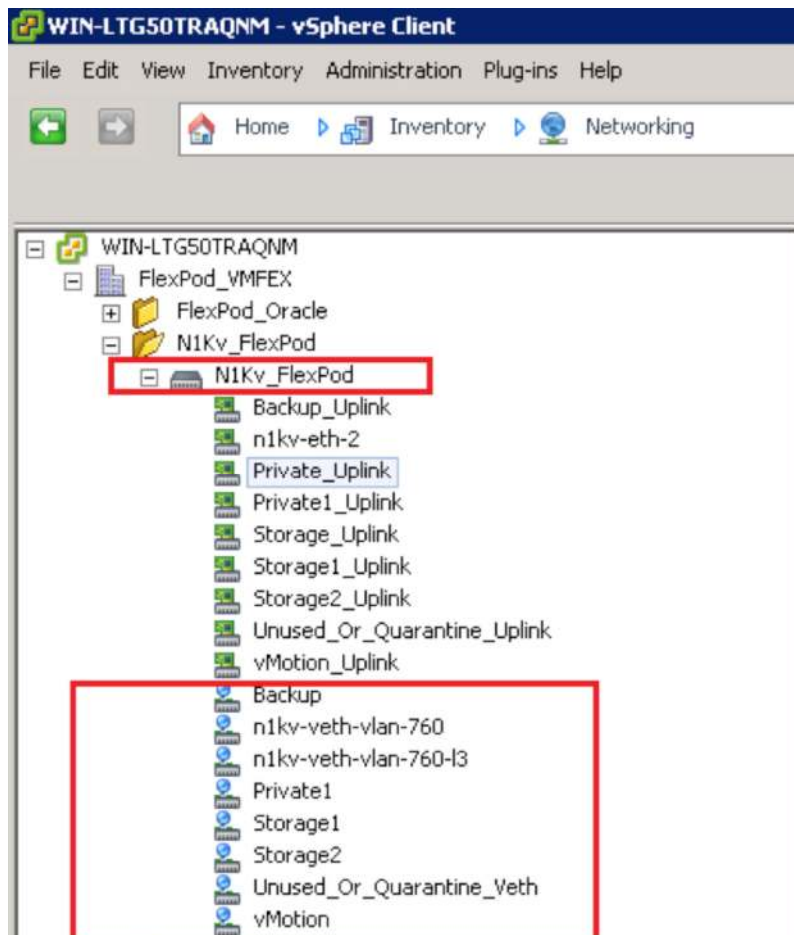 WIN-LTG50TRAQNM - vSphere Client
File Edit View Inventory Administration Plug-ins Help
Home Inventory Networking
WIN-LTG50TRAQNM
FlexPod_VMFEX
FlexPod_Oracle
N1Kv_FlexPod
N1Kv_FlexPod
Backup_Uplink
n1kv-eth-2
Private_Uplink
Private1_Uplink
Storage_Uplink
Storage1_Uplink
Storage2_Uplink
Unused_Or_Quarantine_Uplink
vMotion_Uplink
Backup
n1kv-veth-vlan-760
n1kv-veth-vlan-760-l3
Private1
Storage1
Storage2
Unused_Or_Quarantine_Veth
vMotion